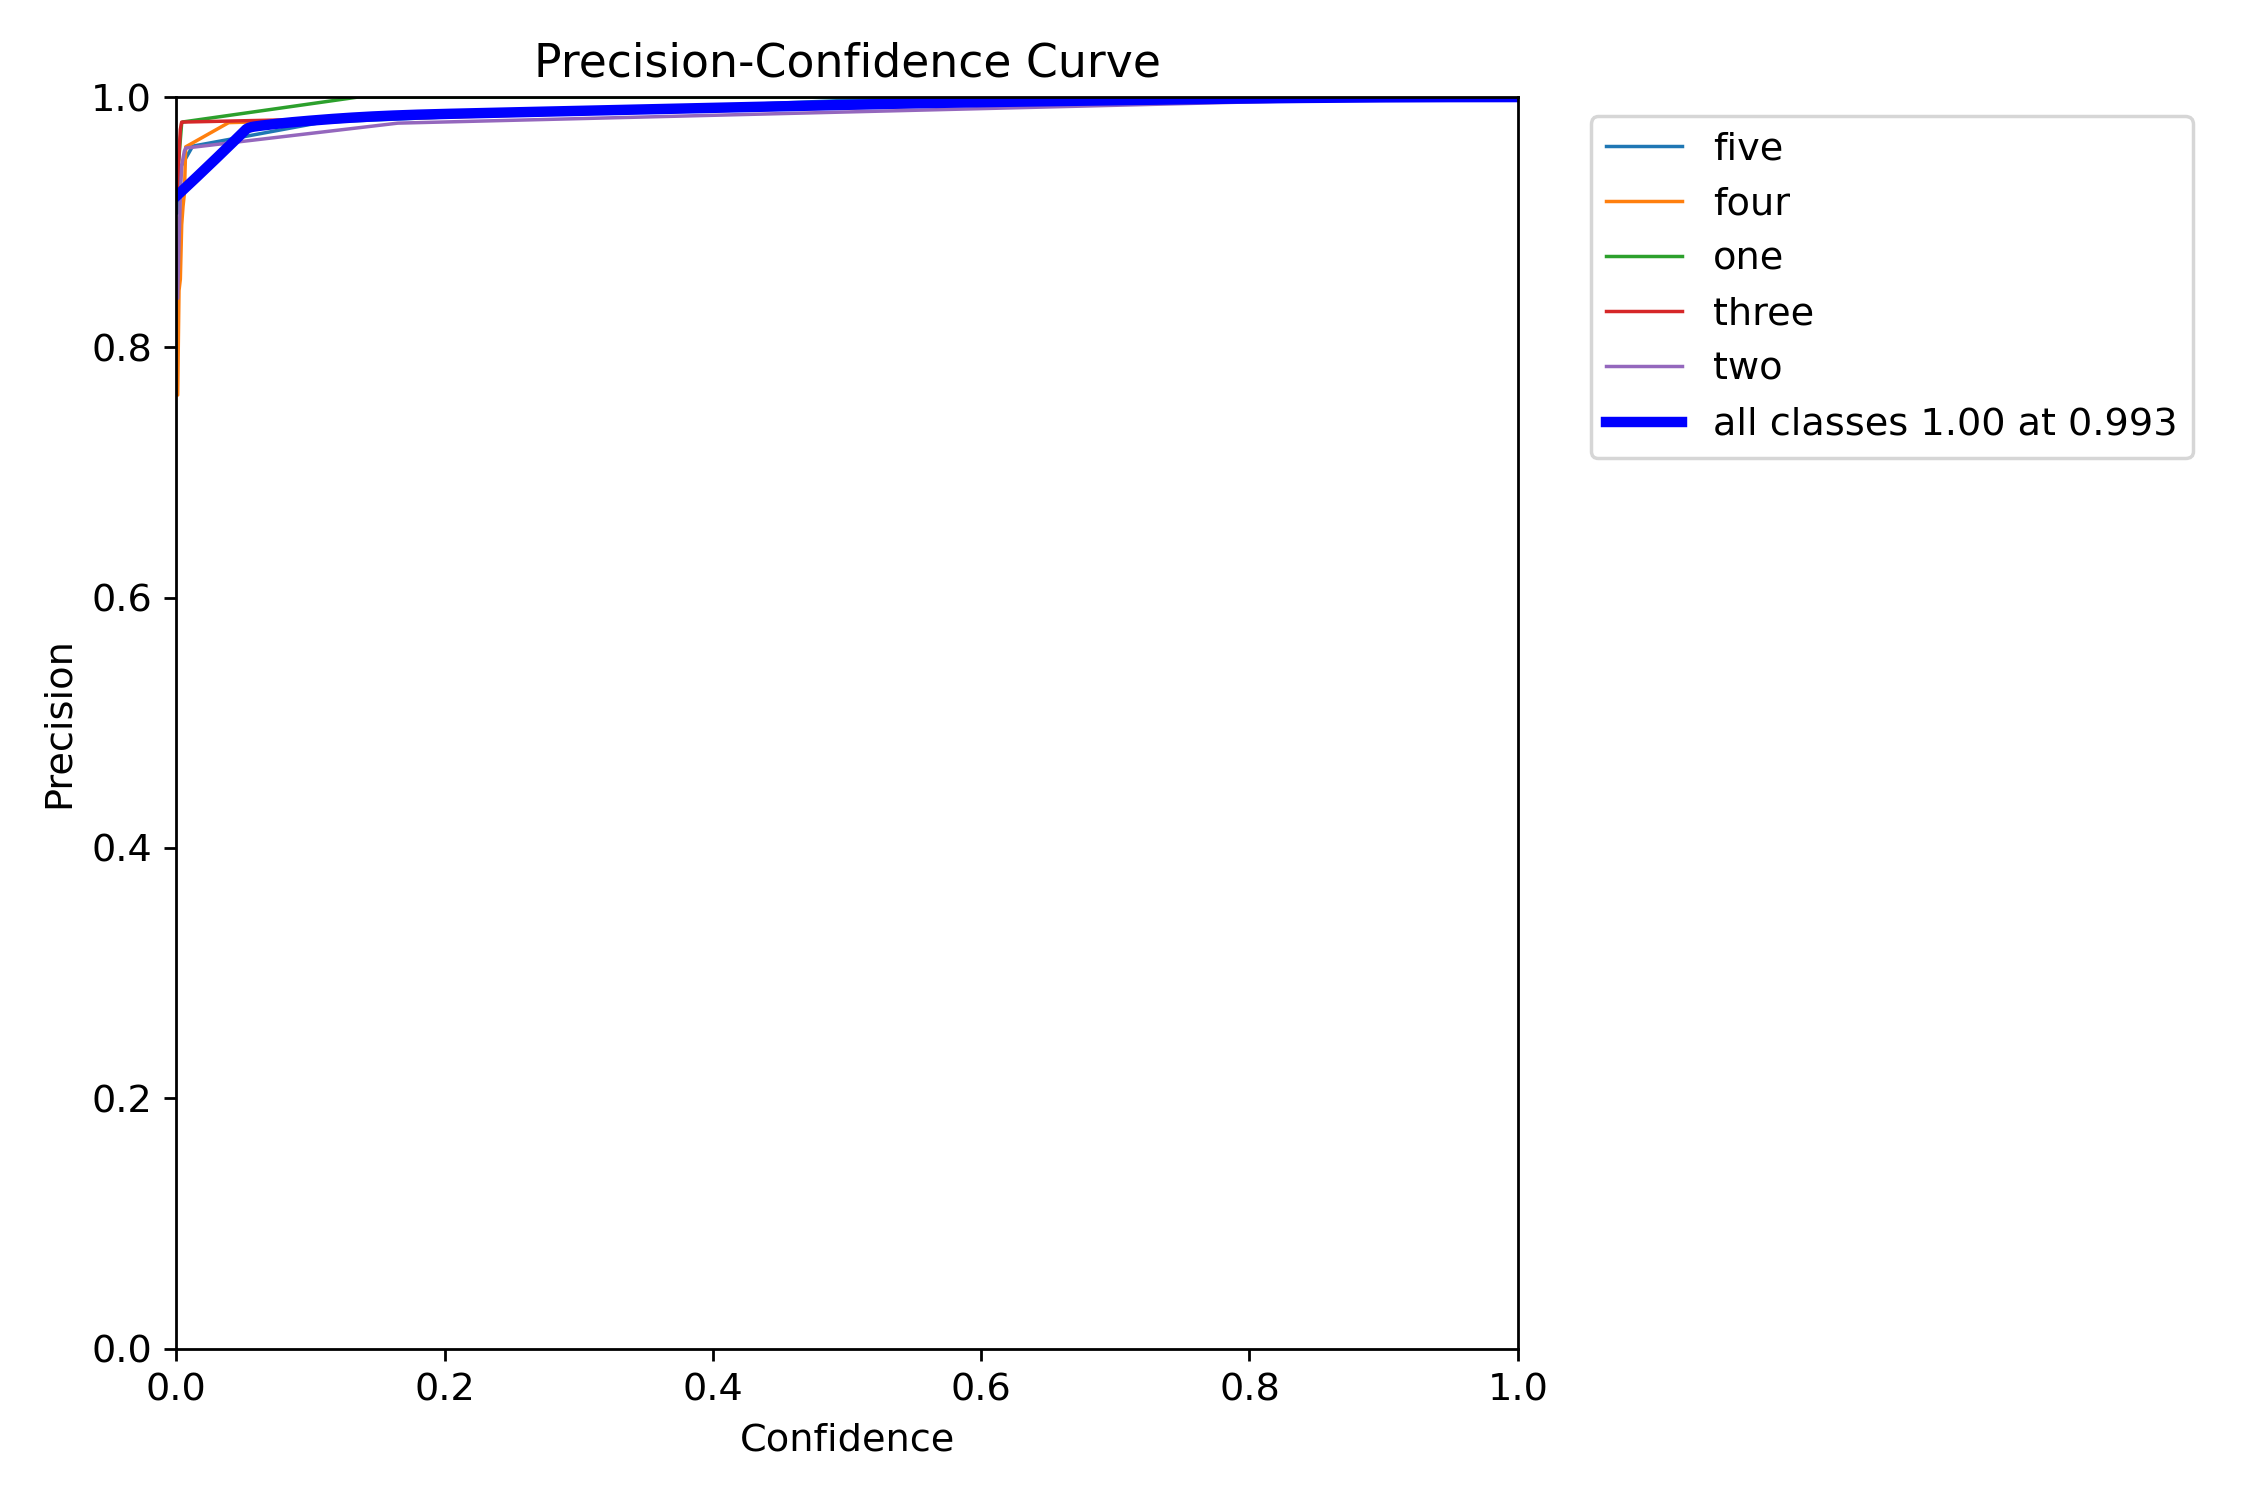 Precision-Confidence Curve
1.0
0.8
0.6
0.4
0.2
0.0
Precision
0.0 0.2 0.4 0.6 0.8 1.0
Confidence
five
four
one
three
two
all classes 1.00 at 0.993